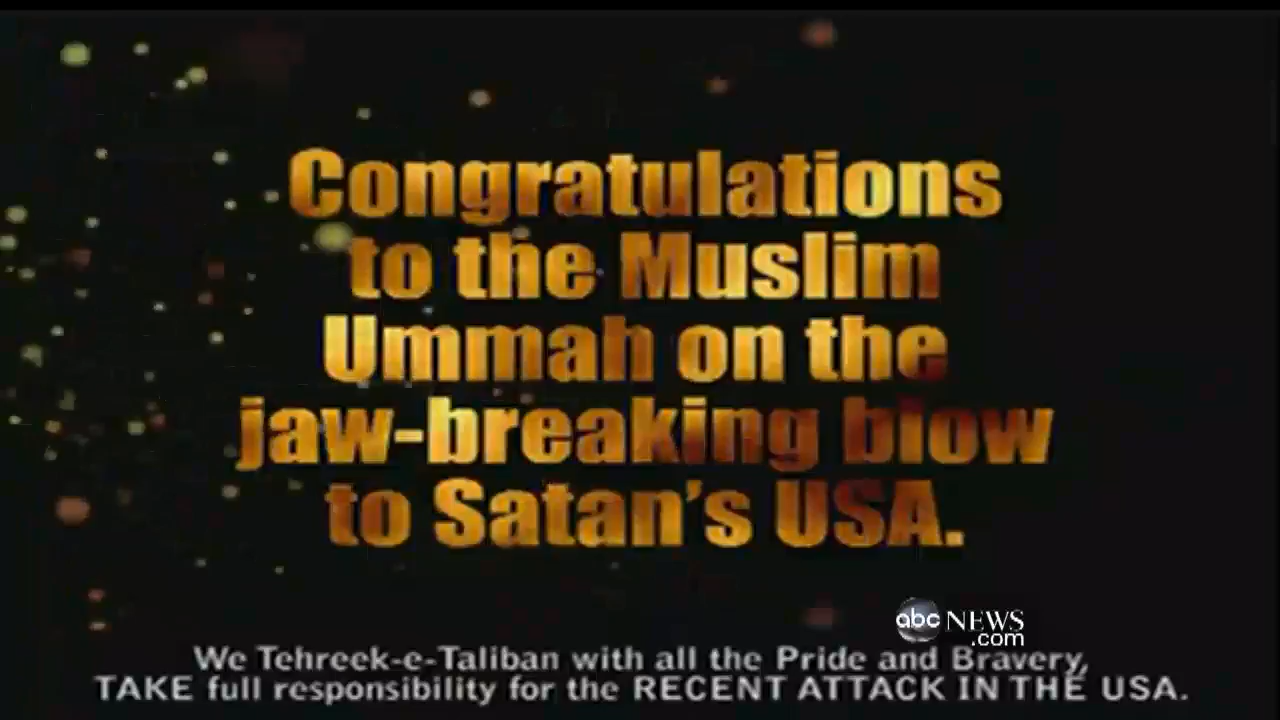 Congratulations
to the Muslim
Ummah on the
jaw-breaking blow
to Satan's USA.
abc NEWS
.com
We Tehreek-e-Taliban with all the Pride and Bravery,
TAKE full responsibility for the RECENT ATTACK IN THE USA.